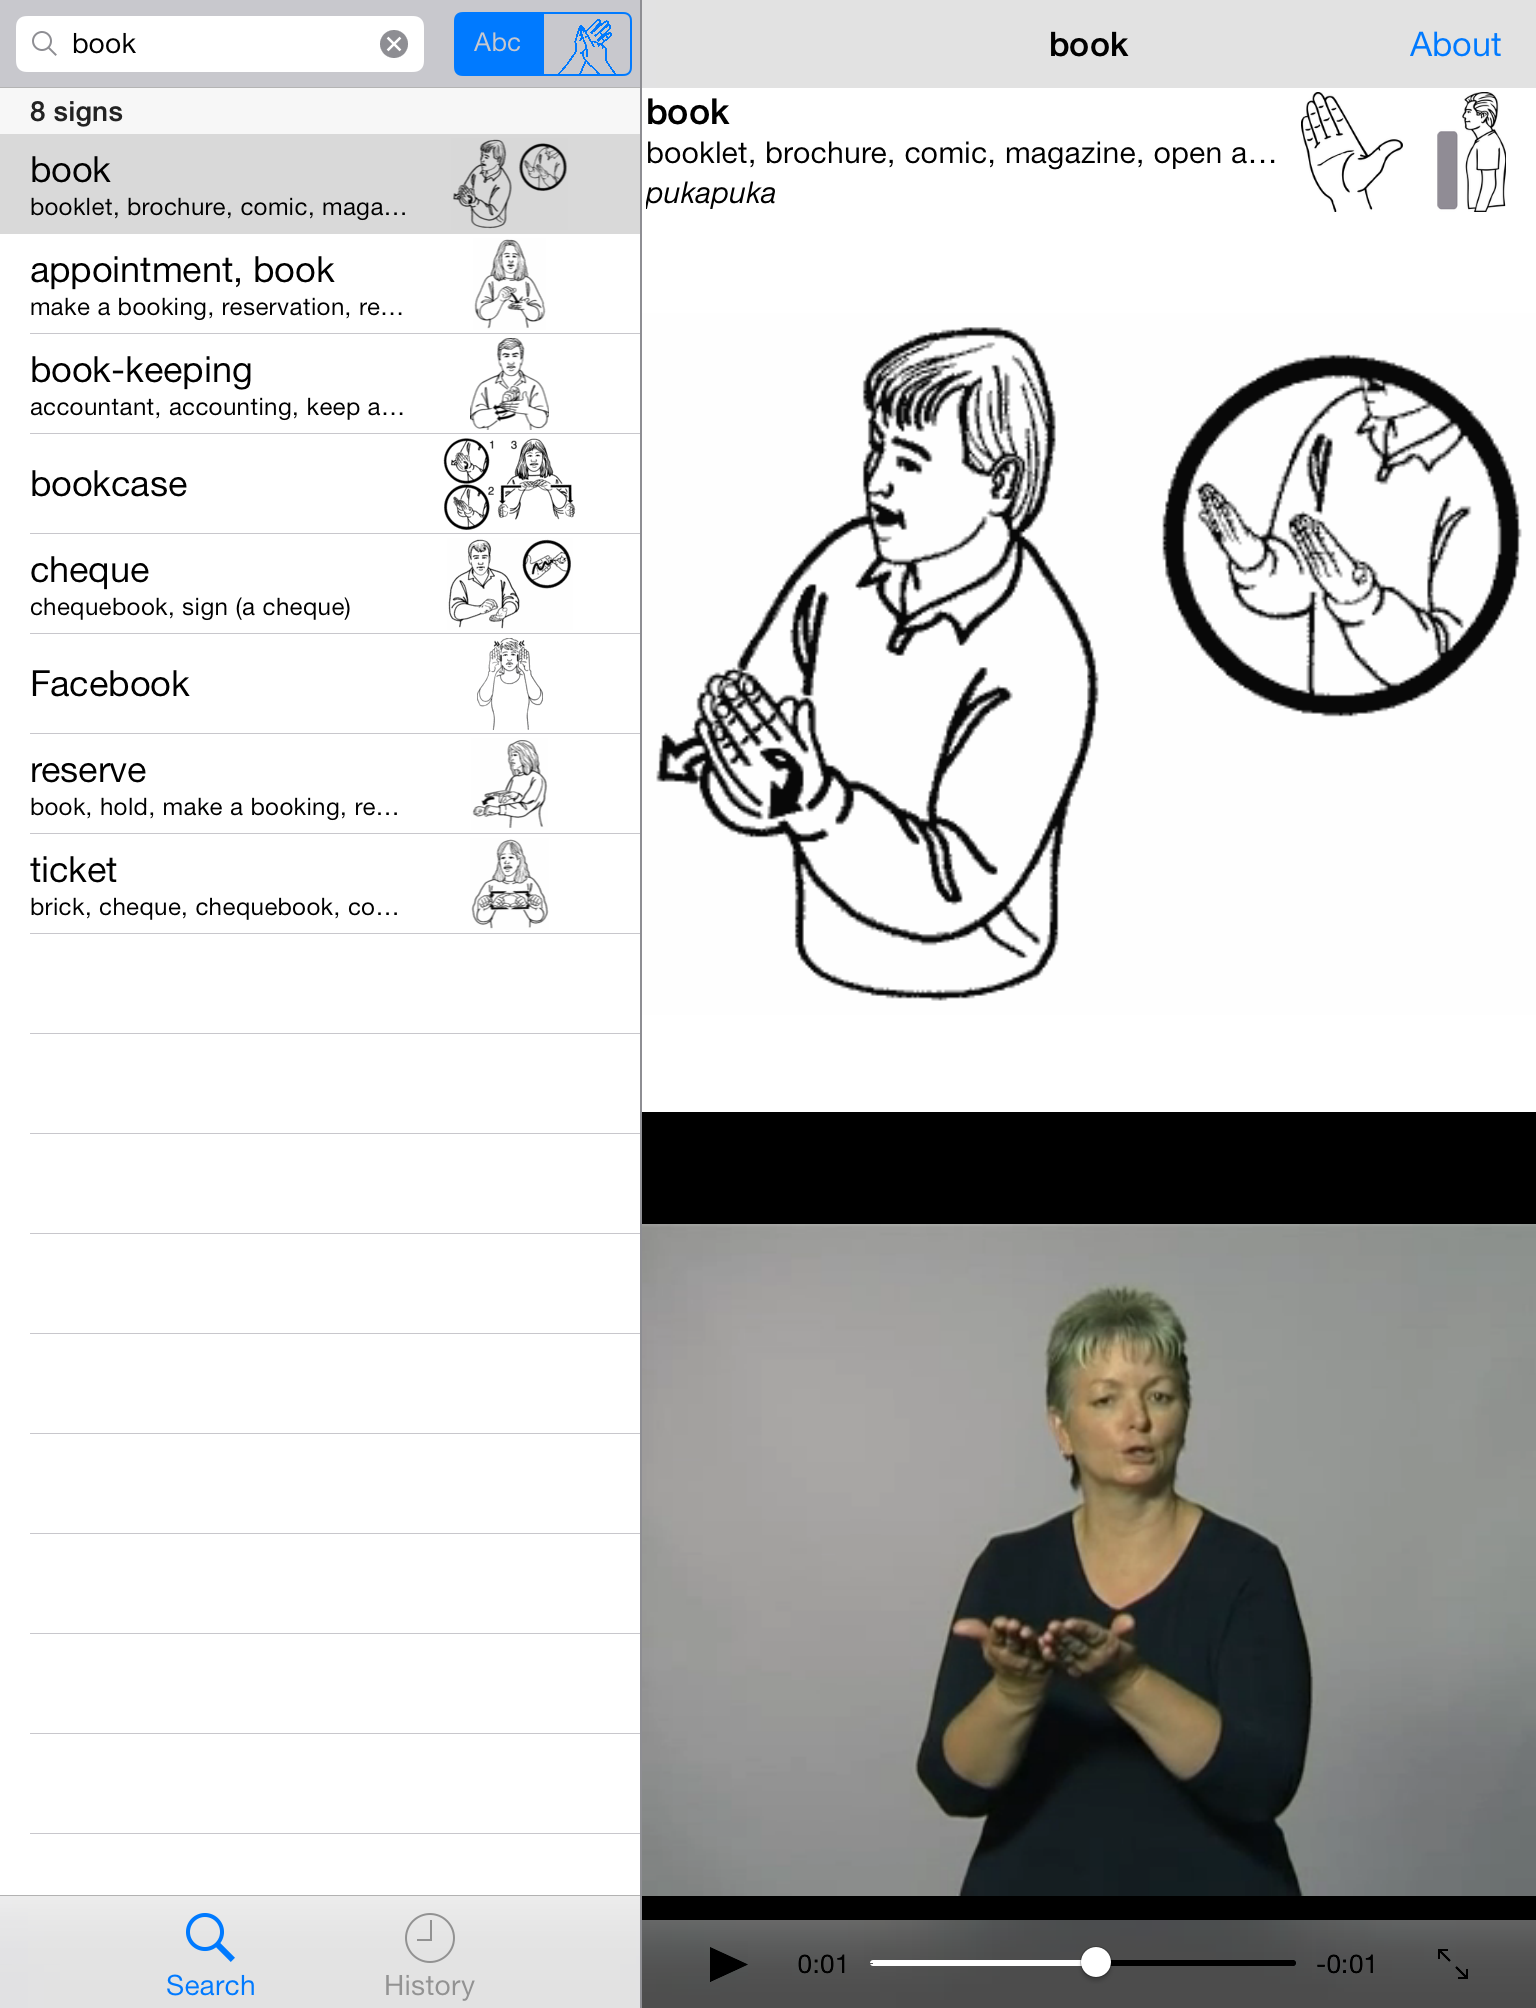 book
Abc
8 signs
book
booklet, brochure, comic, maga...
appointment, book
make a booking, reservation, re...
book-keeping
accountant, accounting, keep a...
bookcase
1
2
3
cheque
chequebook, sign (a cheque)
Facebook
reserve
book, hold, make a booking, re...
ticket
brick, cheque, chequebook, co...
Search
History
book
About
book
booklet, brochure, comic, magazine, open a...
pukapuka
0:01
-0:01